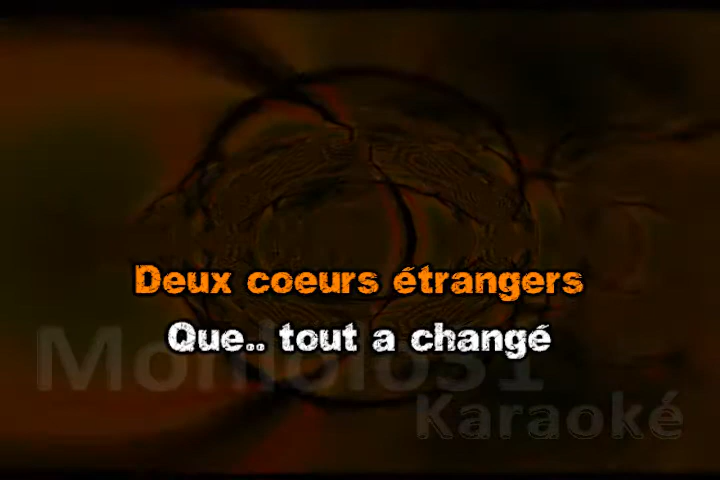 Deux coeurs étrangers
Que.. tout a changé
Karaoké